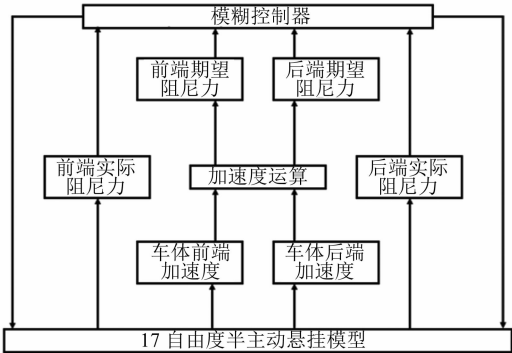 模糊控制器
前端期望
阻尼力
后端期望
阻尼力
前端实际
阻尼力
加速度运算
后端实际
阻尼力
车体前端
加速度
车体后端
加速度
17 自由度半主动悬挂模型